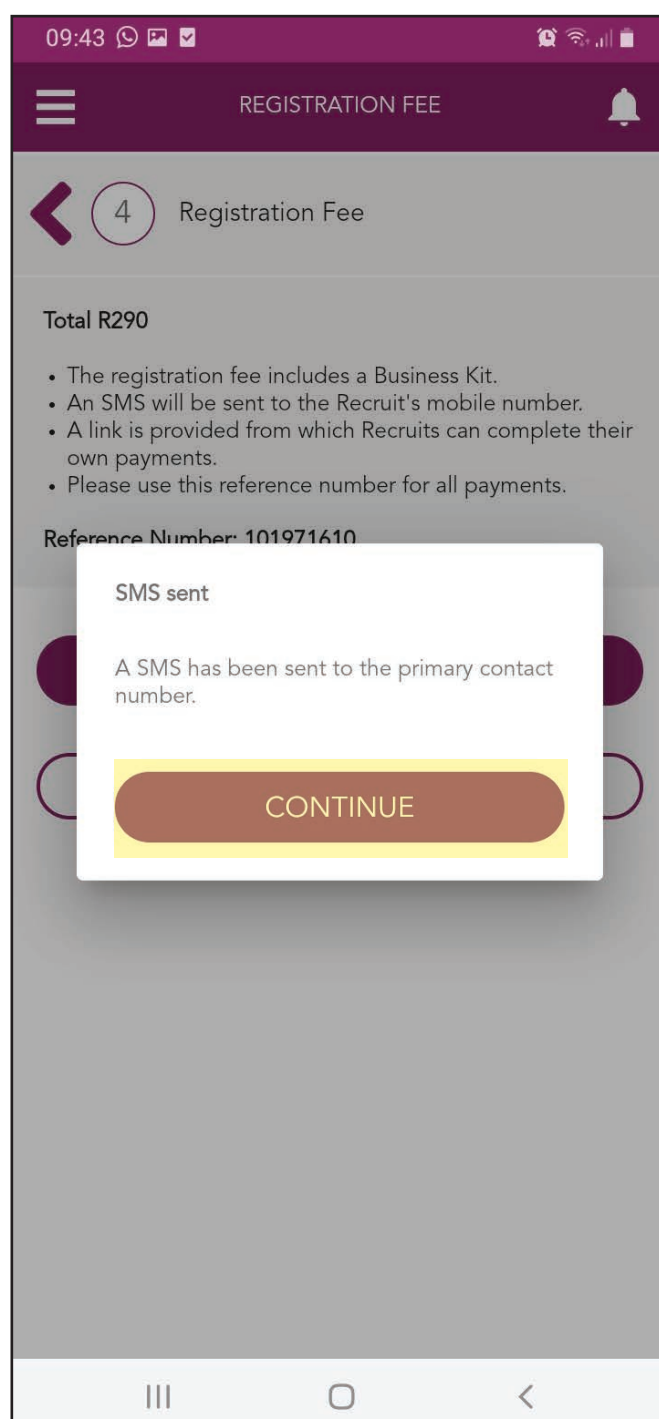 09:43
REGISTRATION FEE
4 Registration Fee
Total R290
• The registration fee includes a Business Kit.
• An SMS will be sent to the Recruit's mobile number.
• A link is provided from which Recruits can complete their
own payments.
• Please use this reference number for all payments.
Reference Number: 101971610
SMS sent
A SMS has been sent to the primary contact
number.
CONTINUE